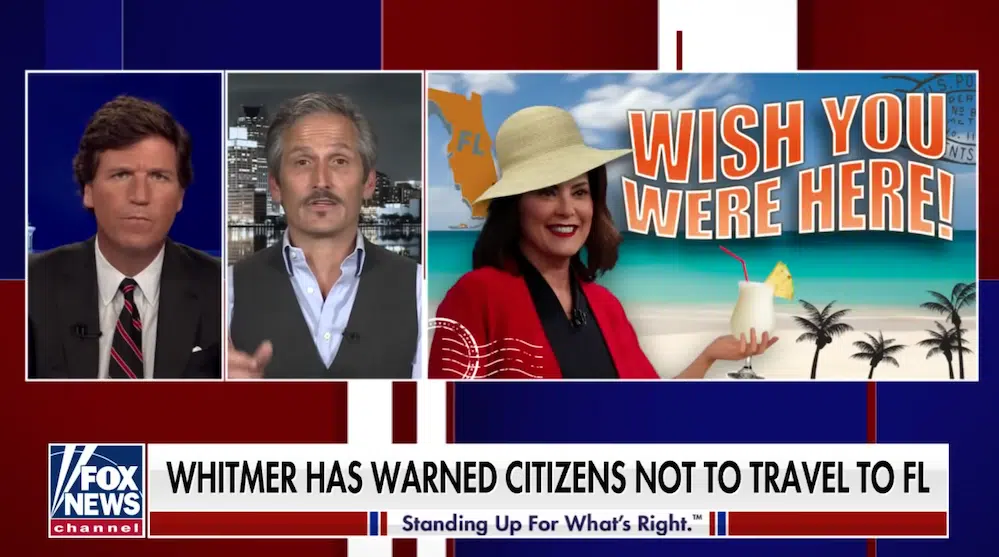 FL
WISH YOU
WERE HERE!
FOX
NEWS
channel
WHITMER HAS WARNED CITIZENS NOT TO TRAVEL TO FL
Standing Up For What's Right.™